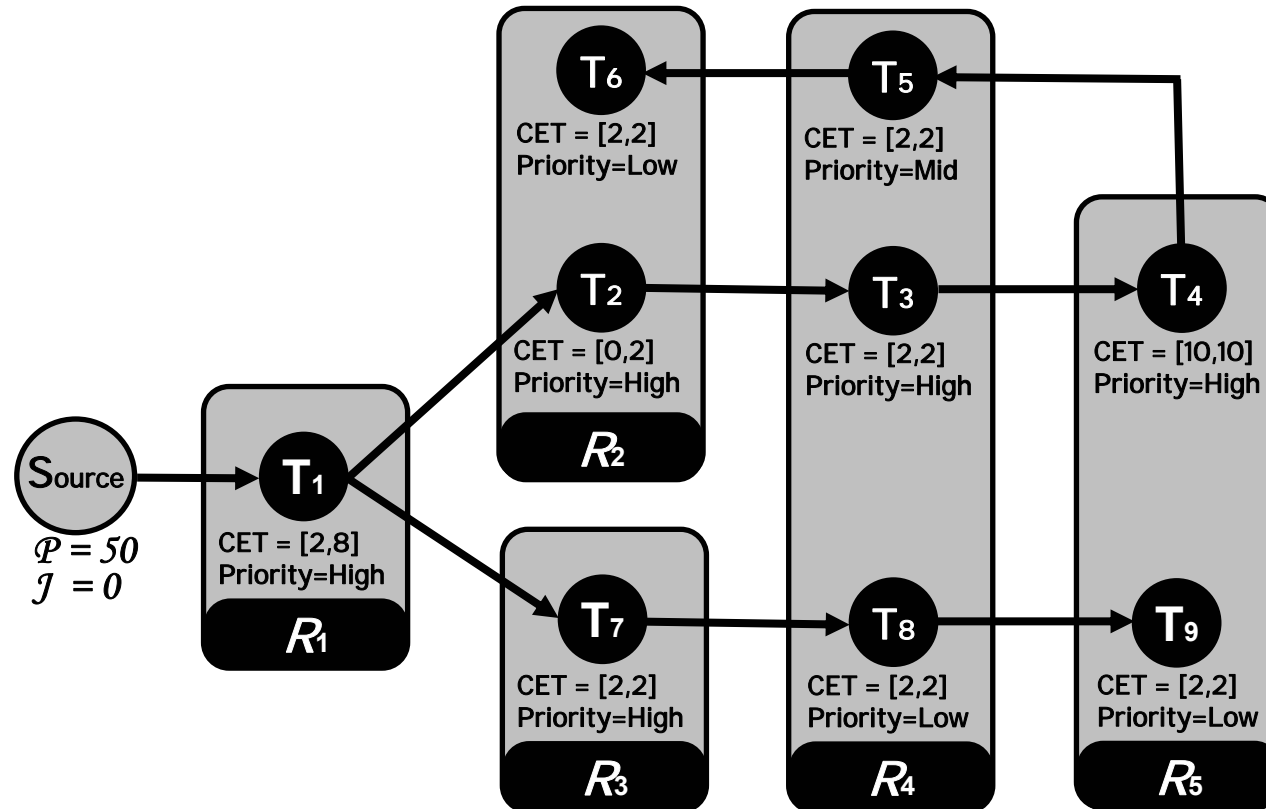 T6
CET = [2,2]
Priority=Low
T5
CET = [2,2]
Priority=Mid
T2
CET = [0,2]
Priority=High
R2
T3
CET = [2,2]
Priority=High
T4
CET = [10,10]
Priority=High
Source
P = 50
J = 0
T1
CET = [2,8]
Priority=High
R1
T7
CET = [2,2]
Priority=High
R3
T8
CET = [2,2]
Priority=Low
R4
T9
CET = [2,2]
Priority=Low
R5